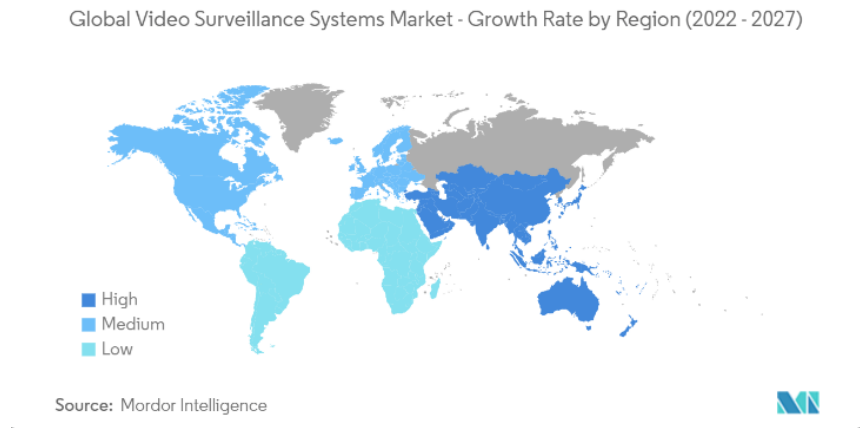 Global Video Surveillance Systems Market - Growth Rate by Region (2022 - 2027)
High
Medium
Low
Source: Mordor Intelligence